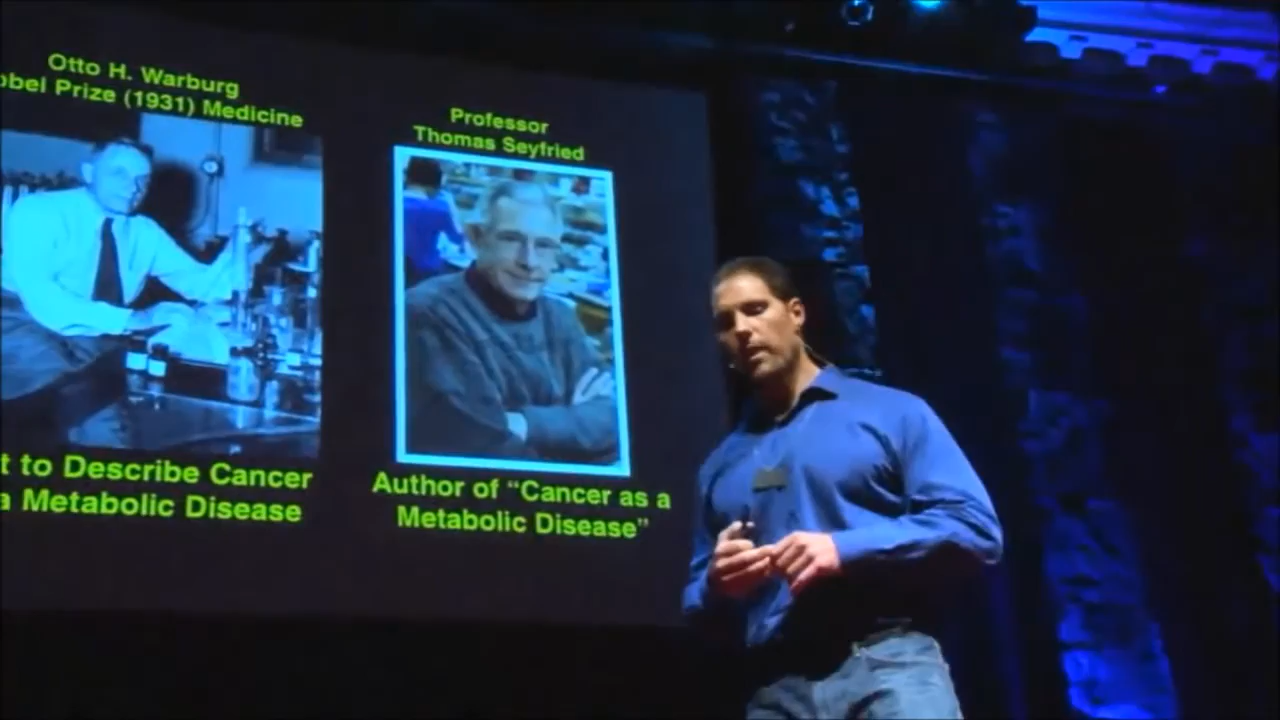 Otto H. Warburg
obel Prize (1931) Medicine
Professor
Thomas Seyfried
t to Describe Cancer
a Metabolic Disease
Author of “Cancer as a
Metabolic Disease”